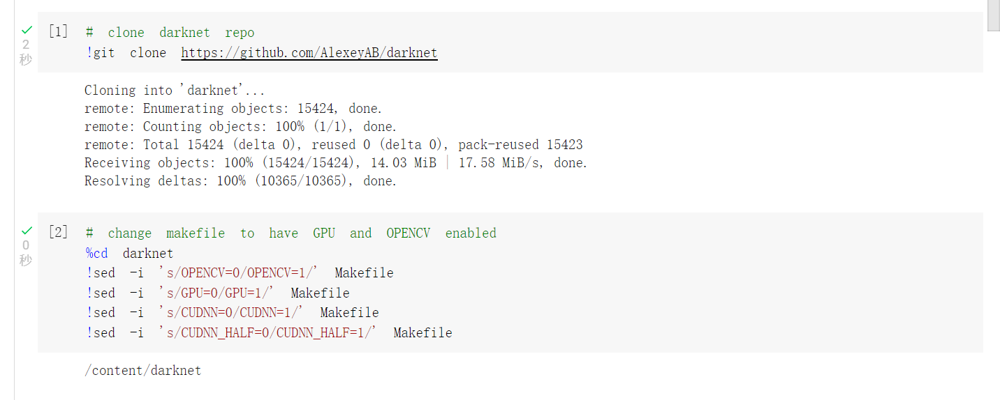 [1] # clone darknet repo
!git clone https://github.com/AlexeyAB/darknet
2
秒
Cloning into 'darknet'...
remote: Enumerating objects: 15424, done.
remote: Counting objects: 100% (1/1), done.
remote: Total 15424 (delta 0), reused 0 (delta 0), pack-reused 15423
Receiving objects: 100% (15424/15424), 14.03 MiB | 17.58 MiB/s, done.
Resolving deltas: 100% (10365/10365), done.
[2] # change makefile to have GPU and OPENCV enabled
0
秒
%cd darknet
!sed -i 's/OPENCV=0/OPENCV=1/' Makefile
!sed -i 's/GPU=0/GPU=1/' Makefile
!sed -i 's/CUDNN=0/CUDNN=1/' Makefile
!sed -i 's/CUDNN_HALF=0/CUDNN_HALF=1/' Makefile
/content/darknet